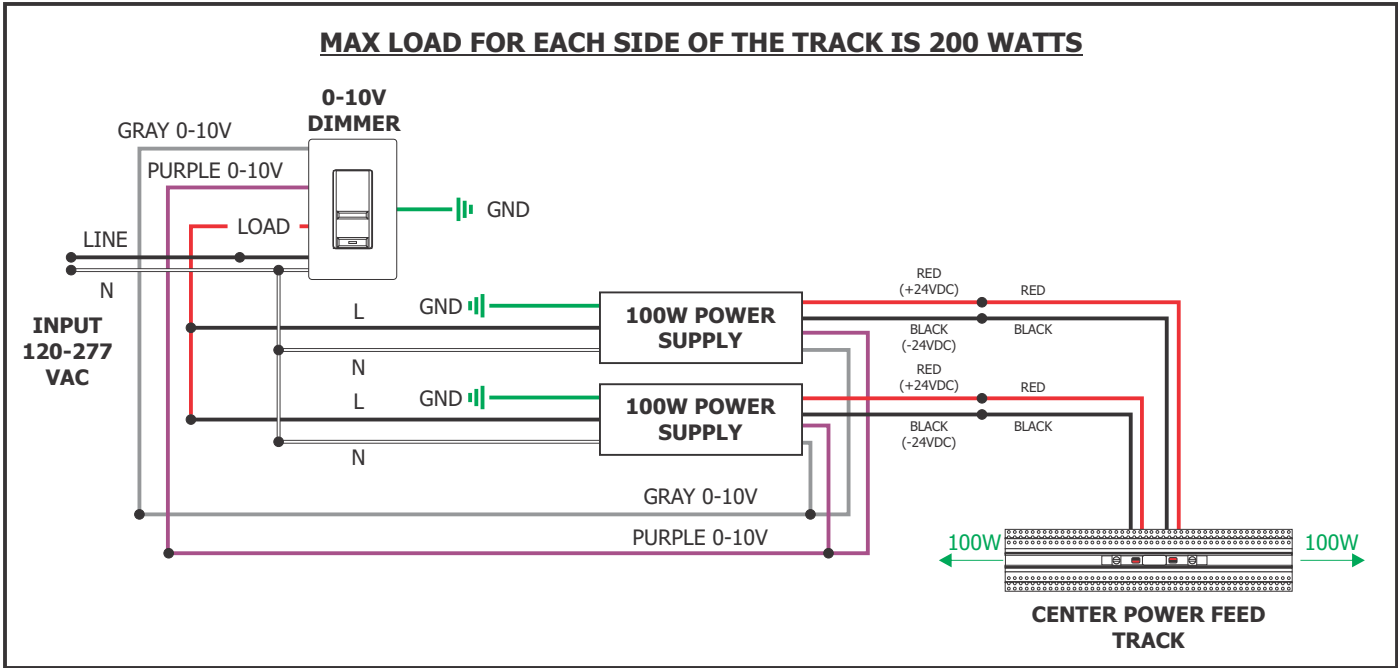 MAX LOAD FOR EACH SIDE OF THE TRACK IS 200 WATTS
0-10V
DIMMER
GRAY 0-10V
PURPLE 0-10V
LOAD
GND
LINE
N
INPUT
120-277
VAC
L
GND
N
100W POWER
SUPPLY
RED
(+24VDC)
RED
BLACK
(-24VDC)
BLACK
L
GND
N
100W POWER
SUPPLY
RED
(+24VDC)
RED
BLACK
(-24VDC)
BLACK
GRAY 0-10V
PURPLE 0-10V
100W
100W
CENTER POWER FEED
TRACK